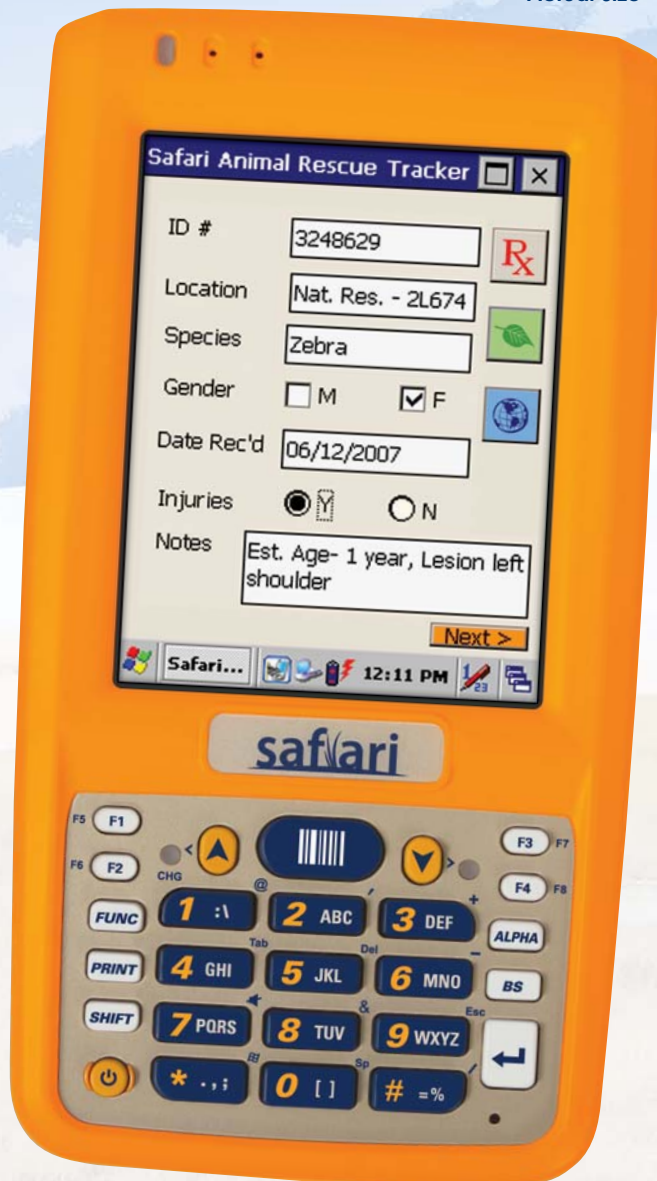 Safari Animal Rescue Tracker
ID # 3248629
Rx
Location Nat. Res. - 2L674
Species Zebra
Gender M F
Date Rec'd 06/12/2007
Injuries Y N
Notes Est. Age- 1 year, Lesion left
shoulder
Next >
Safari... 12:11 PM 1/23
safari
F5 F1 F3 F7
F6 F2 < > F4 F8
CHG @ ' +
FUNC 1 :\ 2 ABC 3 DEF ALPHA
Tab Del -
PRINT 4 GHI 5 JKL 6 MNO BS
& Esc
SHIFT 7 PQRS 8 TUV 9 WXYZ
Sp /
* .,; 0 [ ] # =%